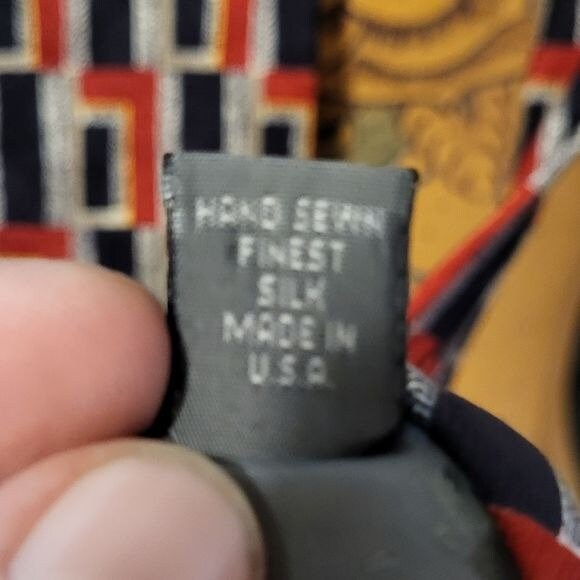 HAND SEWN
FINEST
SILK
MADE IN
U.S.A.